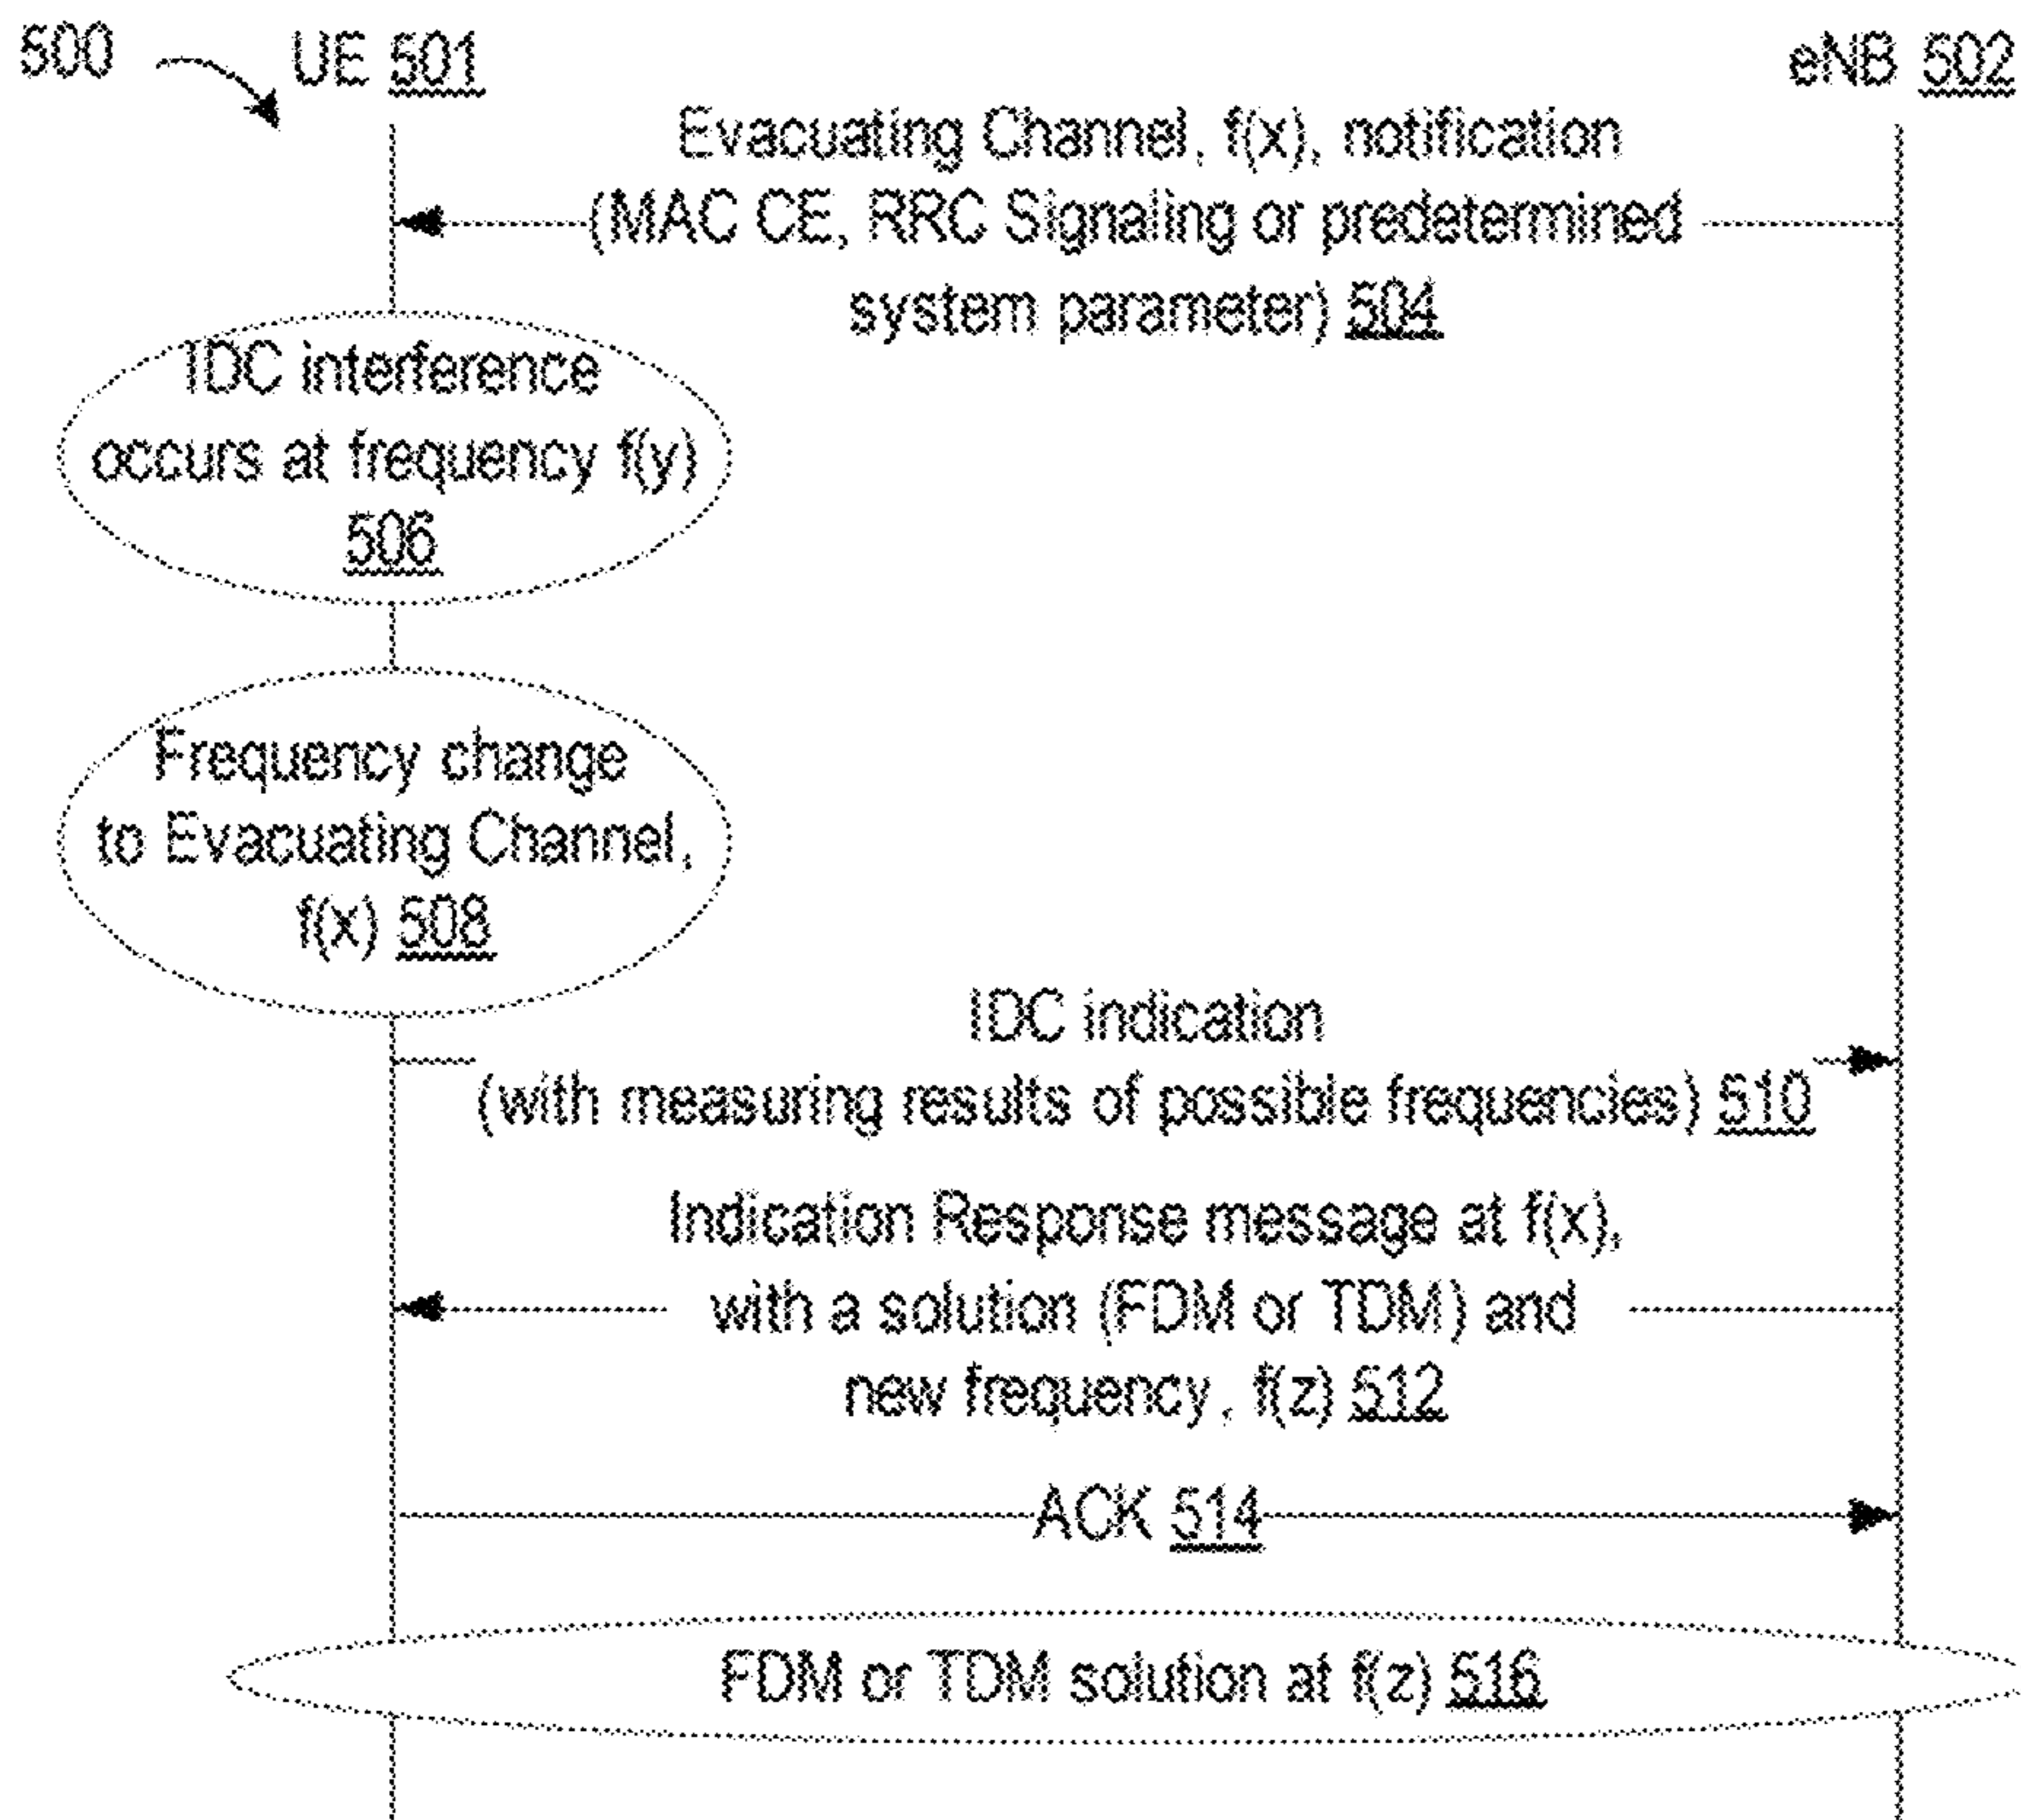 500
UE 501
eNB 502
Evacuating Channel, f(x), notification
(MAC CE, RRC Signaling or predetermined
system parameter) 504
IDC interference
occurs at frequency f(y)
506
Frequency change
to Evacuating Channel,
f(x) 508
IDC indication
(with measuring results of possible frequencies) 510
Indication Response message at f(x),
with a solution (FDM or TDM) and
new frequency, f(z) 512
ACK 514
FDM or TDM solution at f(z) 516